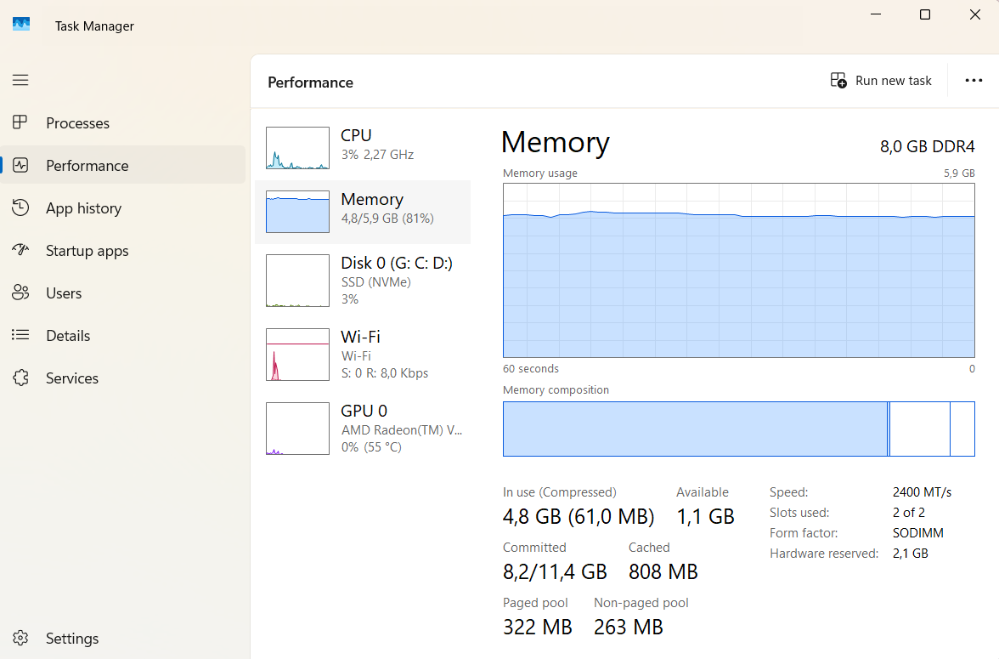 Task Manager
Processes
Performance
App history
Startup apps
Users
Details
Services
Settings
Performance
Run new task
CPU
3% 2,27 GHz
Memory
4,8/5,9 GB (81%)
Disk 0 (G: C: D:)
SSD (NVMe)
3%
Wi-Fi
Wi-Fi
S: 0 R: 8,0 Kbps
GPU 0
AMD Radeon(TM) V...
0% (55 °C)
Memory 8,0 GB DDR4
Memory usage 5,9 GB
60 seconds 0
Memory composition
In use (Compressed) Available
4,8 GB (61,0 MB) 1,1 GB
Committed Cached
8,2/11,4 GB 808 MB
Paged pool Non-paged pool
322 MB 263 MB
Speed: 2400 MT/s
Slots used: 2 of 2
Form factor: SODIMM
Hardware reserved: 2,1 GB